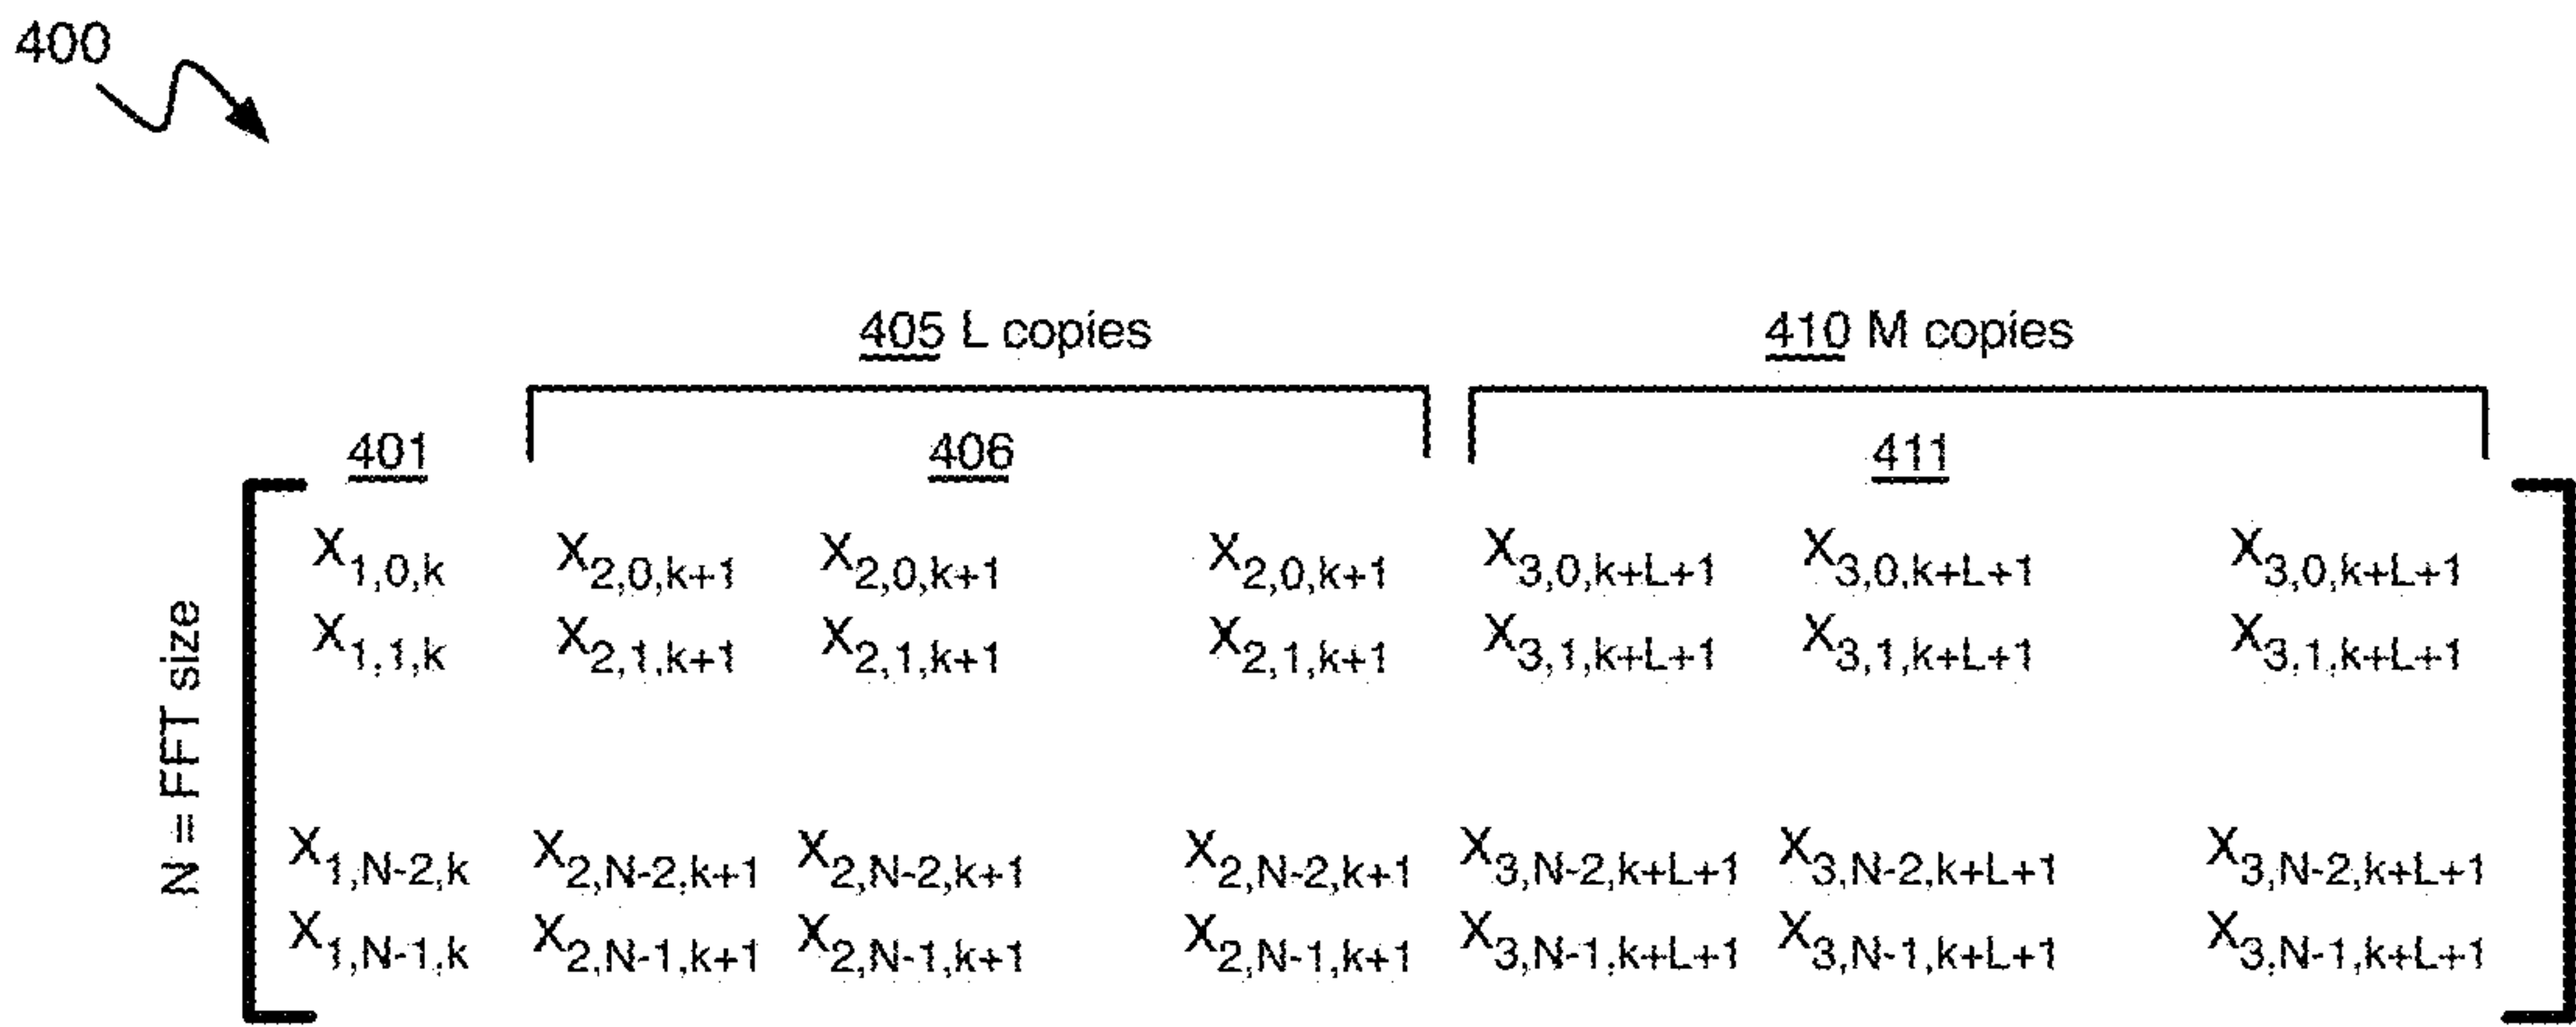 400
405 L copies 410 M copies
401 406 411
X1,0,k X2,0,k+1 X2,0,k+1 X2,0,k+1 X3,0,k+L+1 X3,0,k+L+1 X3,0,k+L+1
X1,1,k X2,1,k+1 X2,1,k+1 X2,1,k+1 X3,1,k+L+1 X3,1,k+L+1 X3,1,k+L+1
N = FFT size
X1,N-2,k X2,N-2,k+1 X2,N-2,k+1 X2,N-2,k+1 X3,N-2,k+L+1 X3,N-2,k+L+1 X3,N-2,k+L+1
X1,N-1,k X2,N-1,k+1 X2,N-1,k+1 X2,N-1,k+1 X3,N-1,k+L+1 X3,N-1,k+L+1 X3,N-1,k+L+1